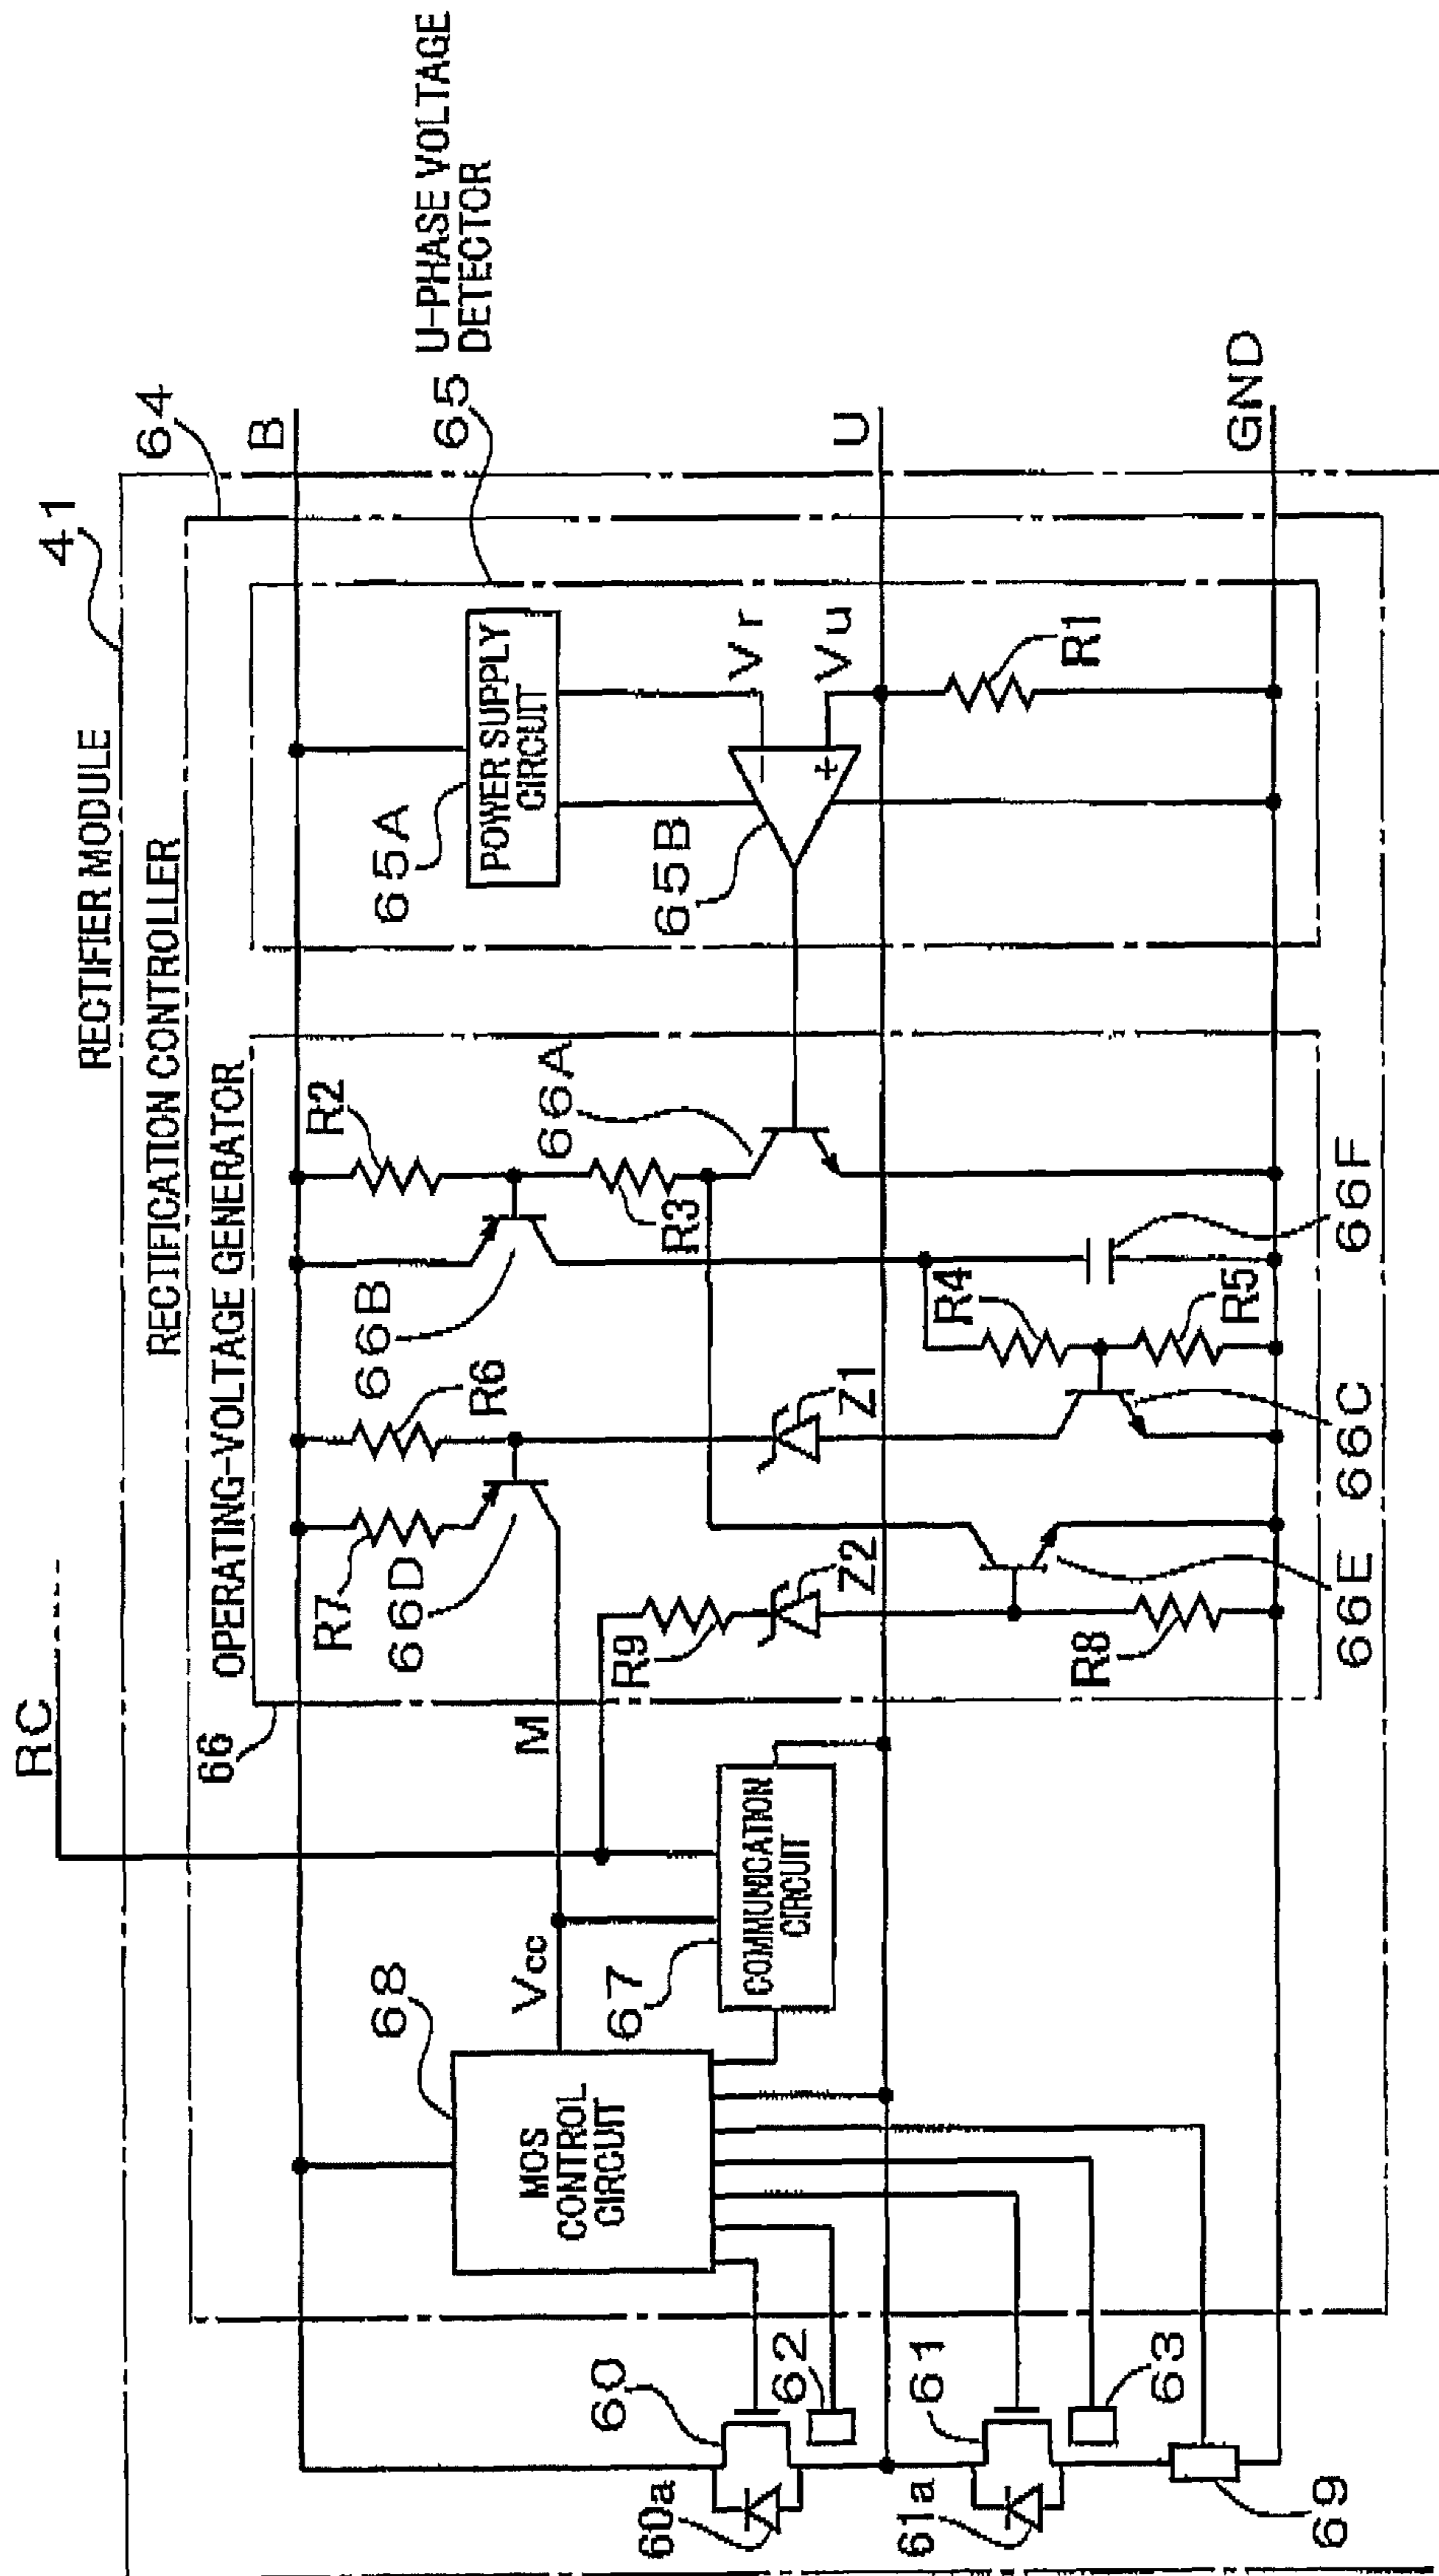 RC
RECTIFIER MODULE
41
RECTIFICATION CONTROLLER
64
OPERATING-VOLTAGE GENERATOR
66
B
65
U-PHASE VOLTAGE
DETECTOR
68
MOS
CONTROL
CIRCUIT
Vcc
M
67
COMMUNICATION
CIRCUIT
R7
66D
R6
66B
R2
66A
R3
65A
POWER SUPPLY
CIRCUIT
65B
Vr
Vu
U
R9
Z2
Z1
R4
R5
R1
R8
66E
66C
66F
GND
60
60a
62
61
61a
63
69